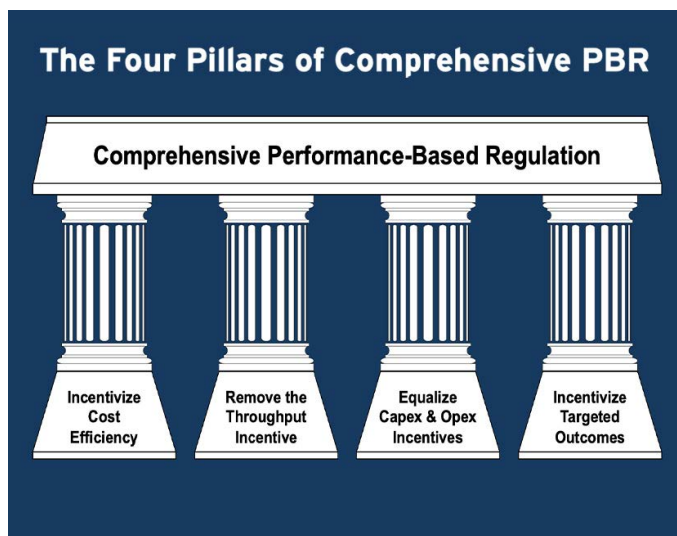 The Four Pillars of Comprehensive PBR
Comprehensive Performance-Based Regulation
Incentivize
Cost
Efficiency
Remove the
Throughput
Incentive
Equalize
Capex & Opex
Incentives
Incentivize
Targeted
Outcomes